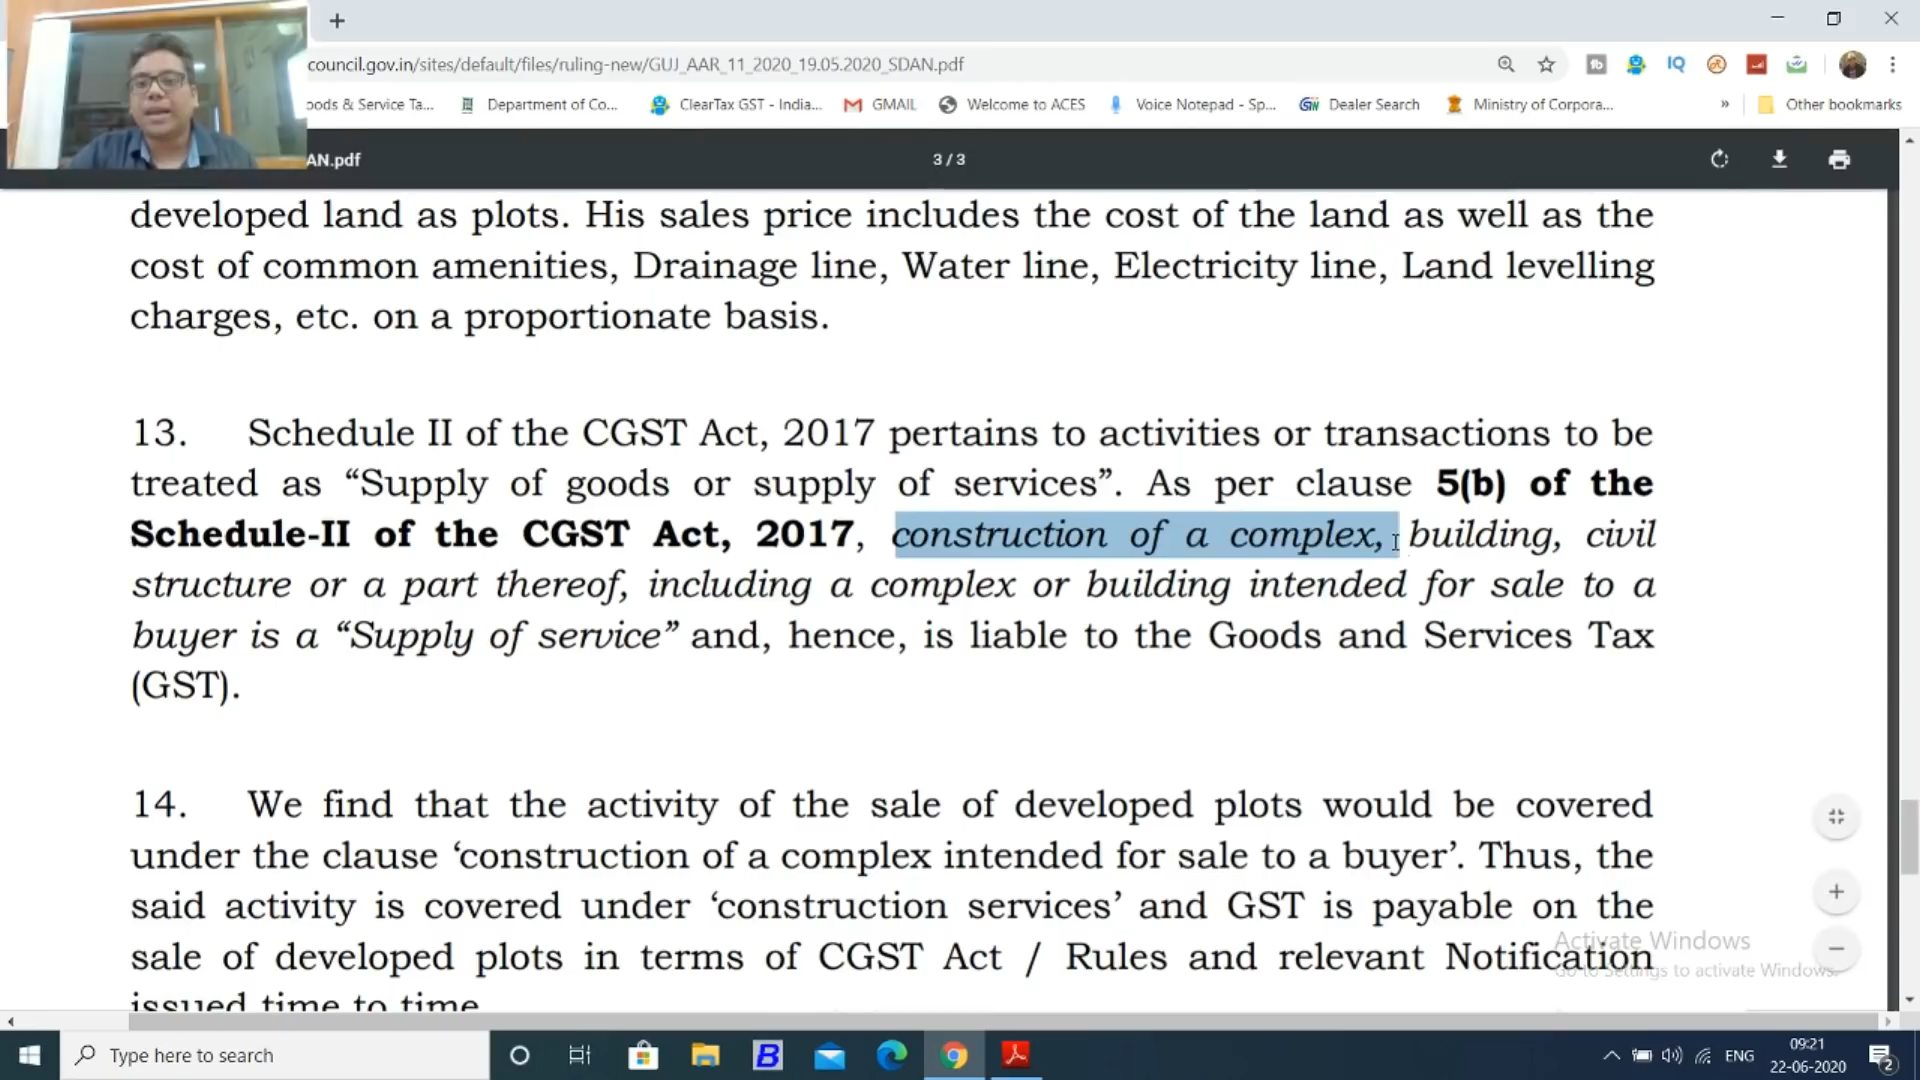 council.gov.in/sites/default/files/ruling-new/GUJ_AAR_11_2020_19.05.2020_SDAN.pdf
oods & Service Ta...
Department of Co...
ClearTax GST - India...
GMAIL
Welcome to ACES
Voice Notepad - Sp...
Dealer Search
Ministry of Corpora...
»
Other bookmarks
AN.pdf
3 / 3
developed land as plots. His sales price includes the cost of the land as well as the
cost of common amenities, Drainage line, Water line, Electricity line, Land levelling
charges, etc. on a proportionate basis.
13. Schedule II of the CGST Act, 2017 pertains to activities or transactions to be
treated as “Supply of goods or supply of services”. As per clause 5(b) of the
Schedule-II of the CGST Act, 2017, construction of a complex, building, civil
structure or a part thereof, including a complex or building intended for sale to a
buyer is a “Supply of service” and, hence, is liable to the Goods and Services Tax
(GST).
14. We find that the activity of the sale of developed plots would be covered
under the clause ‘construction of a complex intended for sale to a buyer’. Thus, the
said activity is covered under ‘construction services’ and GST is payable on the
sale of developed plots in terms of CGST Act / Rules and relevant Notification
issued time to time
Activate Windows
Go to Settings to activate Windows.
Type here to search
ENG
09:21
22-06-2020
2